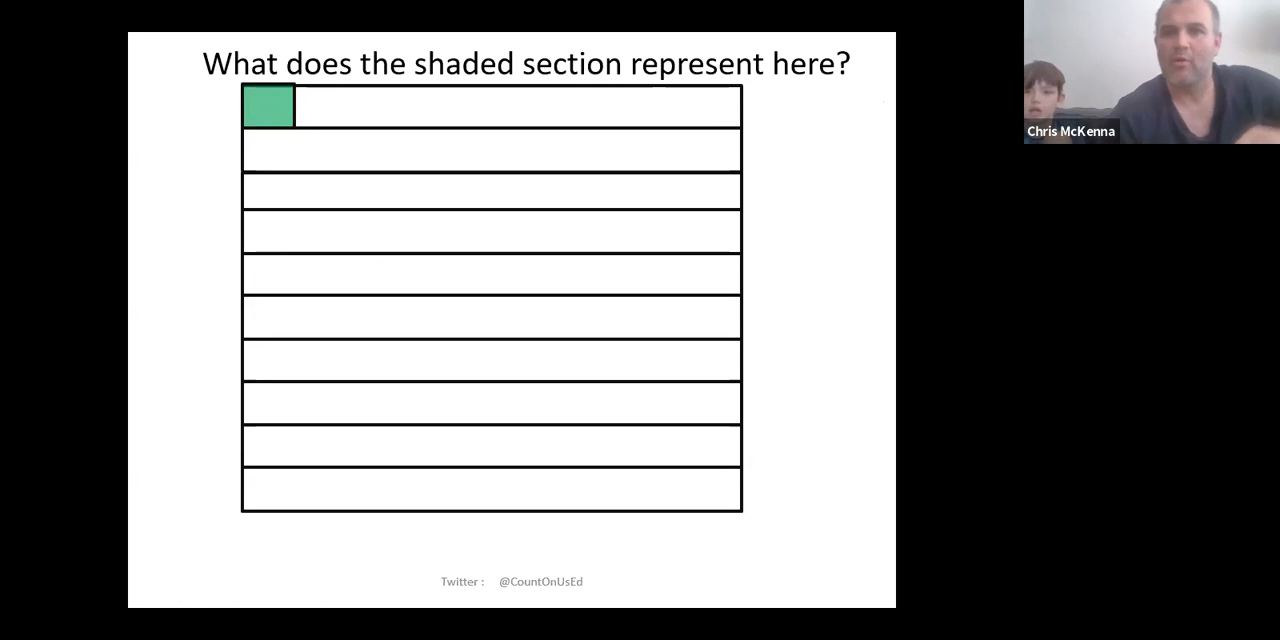 What does the shaded section represent here?
Chris McKenna
Twitter : @CountOnUsEd